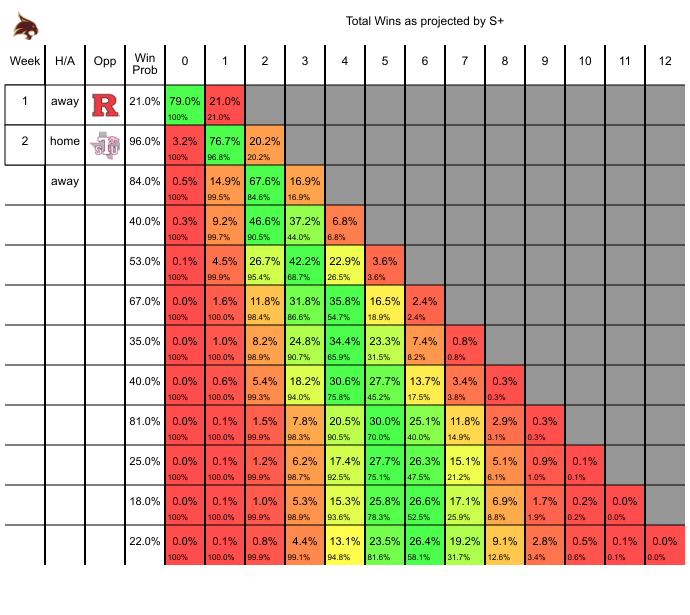 Total Wins as projected by S+
Week H/A Opp Win Prob 0 1 2 3 4 5 6 7 8 9 10 11 12
1 away R 21.0% 79.0% 21.0%
100% 21.0%
2 home 96.0% 3.2% 76.7% 20.2%
100% 96.8% 20.2%
away 84.0% 0.5% 14.9% 67.6% 16.9%
100% 99.5% 84.6% 16.9%
40.0% 0.3% 9.2% 46.6% 37.2% 6.8%
100% 99.7% 90.5% 44.0% 6.8%
53.0% 0.1% 4.5% 26.7% 42.2% 22.9% 3.6%
100% 99.9% 95.4% 68.7% 26.5% 3.6%
67.0% 0.0% 1.6% 11.8% 31.8% 35.8% 16.5% 2.4%
100% 100.0% 98.4% 86.6% 54.7% 18.9% 2.4%
35.0% 0.0% 1.0% 8.2% 24.8% 34.4% 23.3% 7.4% 0.8%
100% 100.0% 98.9% 90.7% 65.9% 31.5% 8.2% 0.8%
40.0% 0.0% 0.6% 5.4% 18.2% 30.6% 27.7% 13.7% 3.4% 0.3%
100% 100.0% 99.3% 94.0% 75.8% 45.2% 17.5% 3.8% 0.3%
81.0% 0.0% 0.1% 1.5% 7.8% 20.5% 30.0% 25.1% 11.8% 2.9% 0.3%
100% 100.0% 99.9% 98.3% 90.5% 70.0% 40.0% 14.9% 3.1% 0.3%
25.0% 0.0% 0.1% 1.2% 6.2% 17.4% 27.7% 26.3% 15.1% 5.1% 0.9% 0.1%
100% 100.0% 99.9% 98.7% 92.5% 75.1% 47.5% 21.2% 6.1% 1.0% 0.1%
18.0% 0.0% 0.1% 1.0% 5.3% 15.3% 25.8% 26.6% 17.1% 6.9% 1.7% 0.2% 0.0%
100% 100.0% 99.9% 98.9% 93.6% 78.3% 52.5% 25.9% 8.8% 1.9% 0.2% 0.0%
22.0% 0.0% 0.1% 0.8% 4.4% 13.1% 23.5% 26.4% 19.2% 9.1% 2.8% 0.5% 0.1% 0.0%
100% 100.0% 99.9% 99.1% 94.8% 81.6% 58.1% 31.7% 12.6% 3.4% 0.6% 0.1% 0.0%